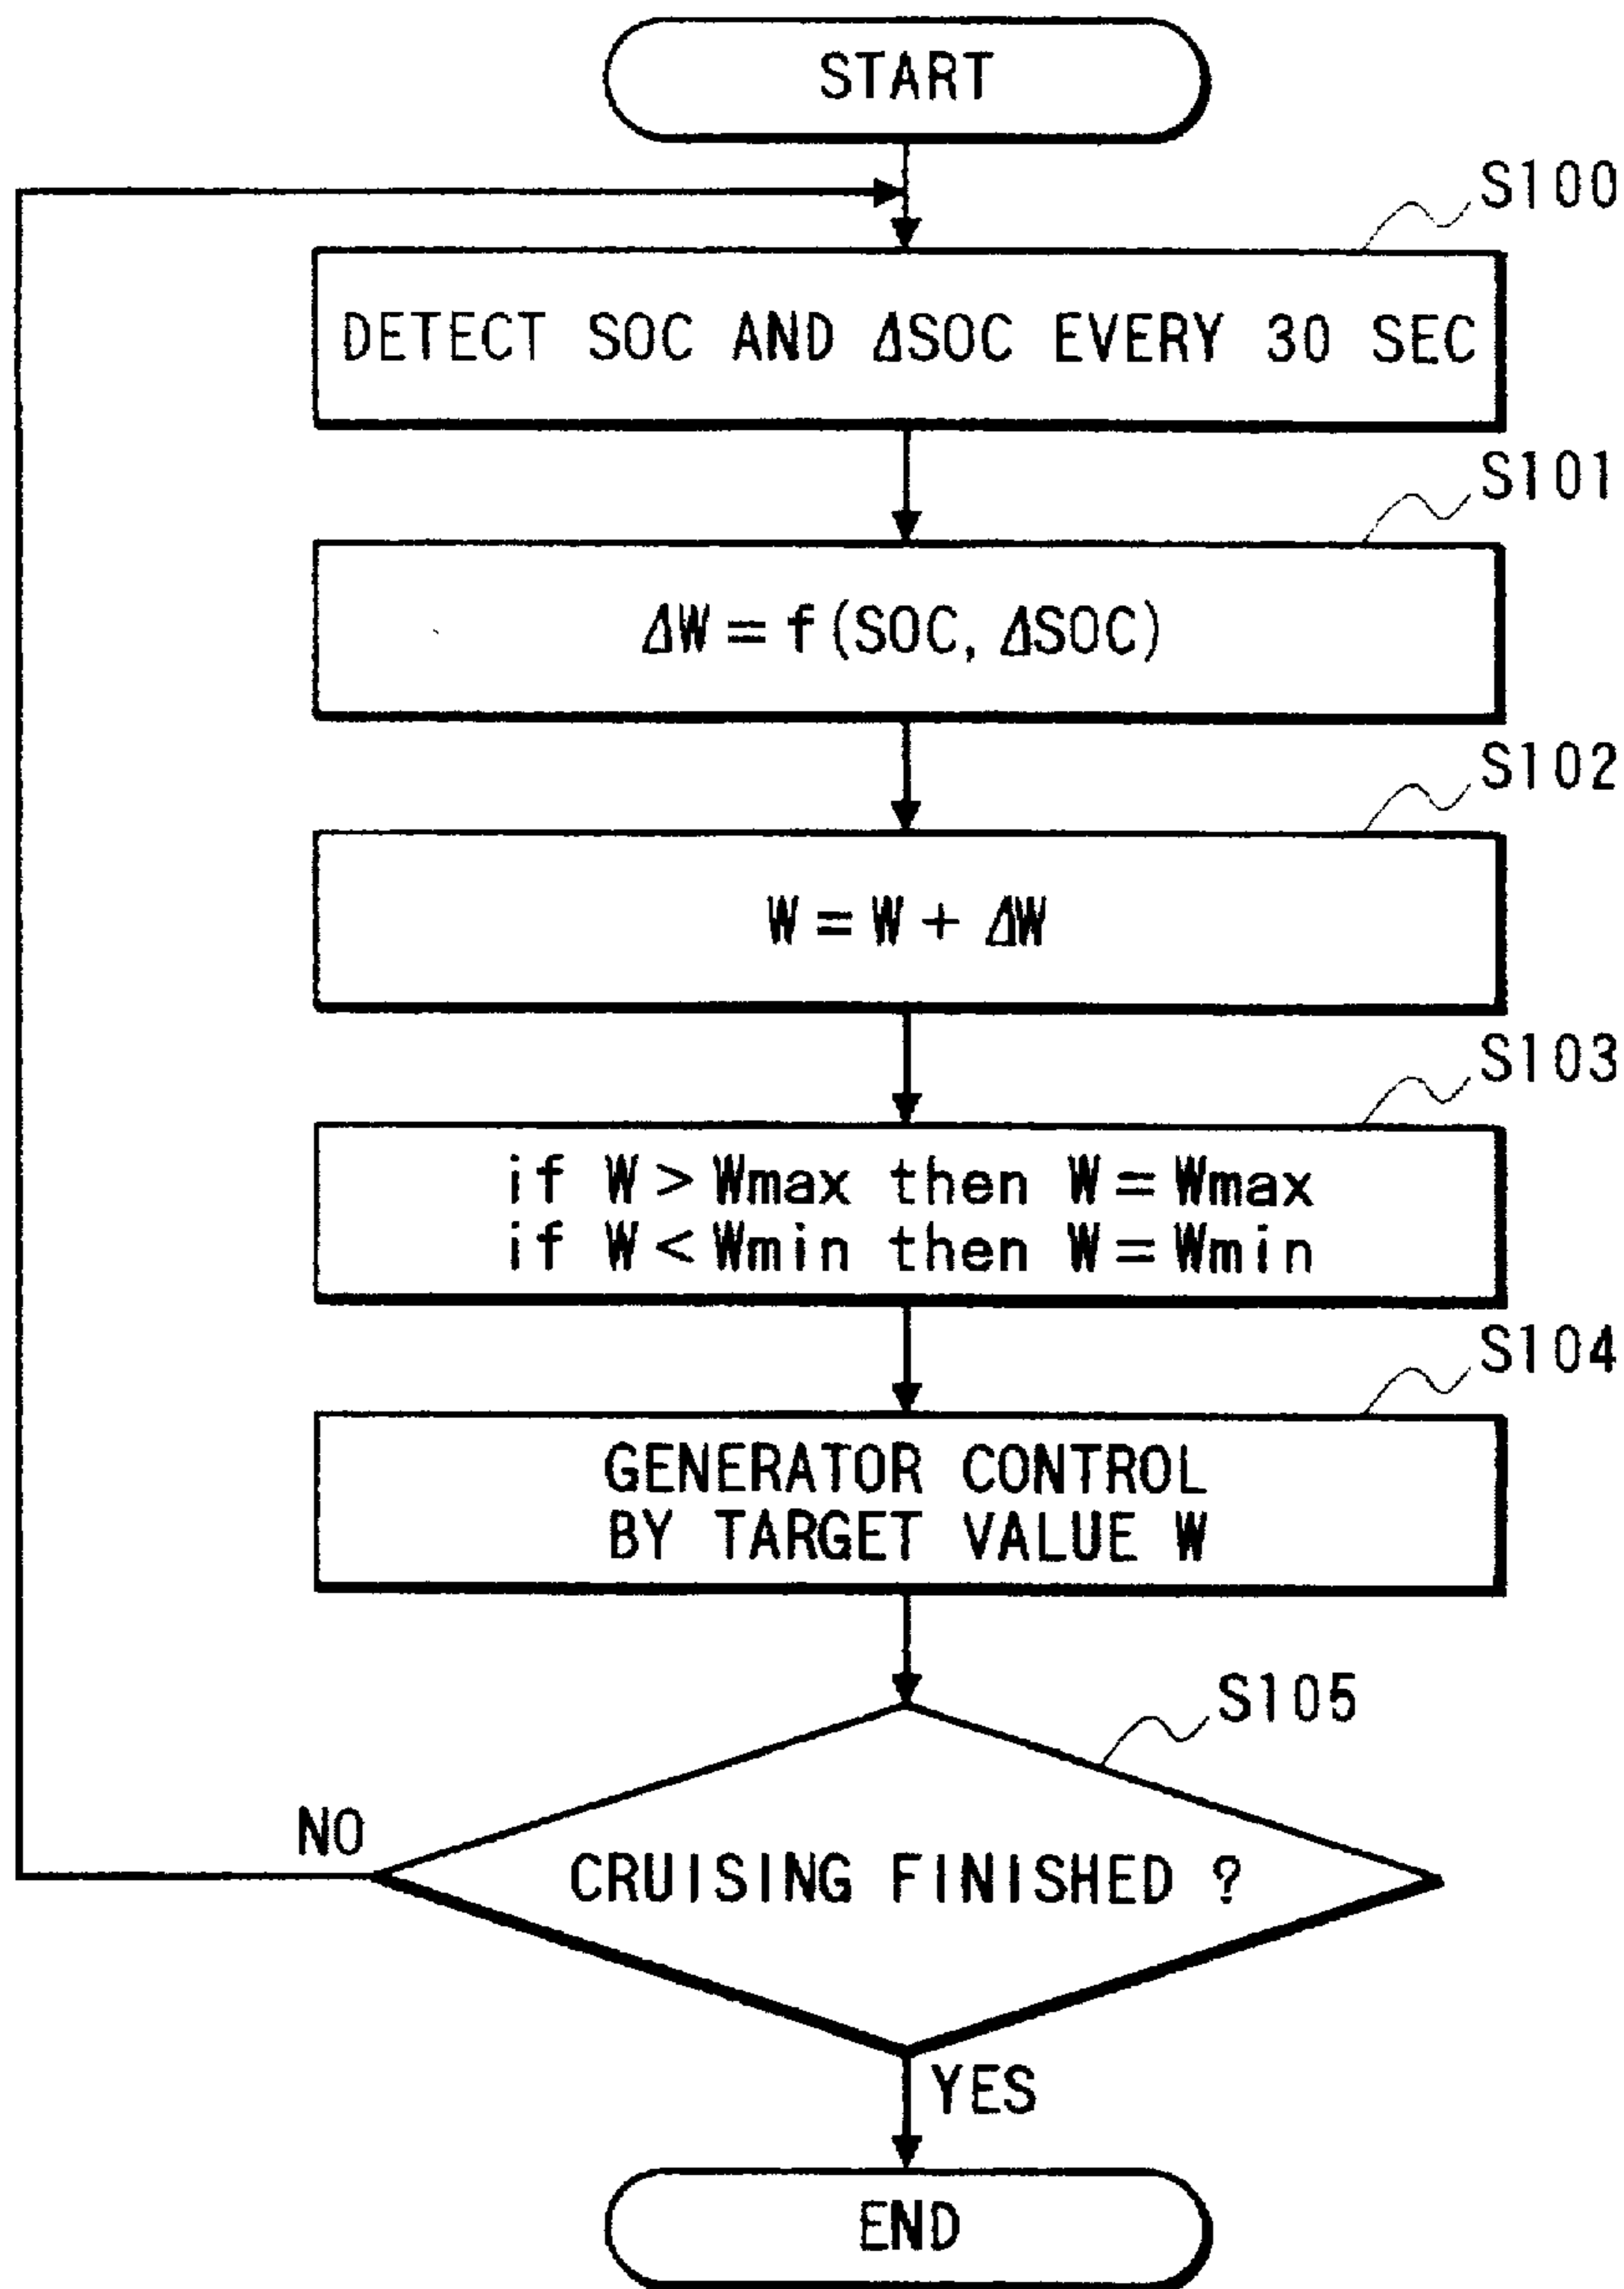 START
S100
DETECT SOC AND ΔSOC EVERY 30 SEC
S101
ΔW = f(SOC, ΔSOC)
S102
W = W + ΔW
S103
if W > Wmax then W = Wmax
if W < Wmin then W = Wmin
S104
GENERATOR CONTROL
BY TARGET VALUE W
S105
CRUISING FINISHED ?
NO
YES
END